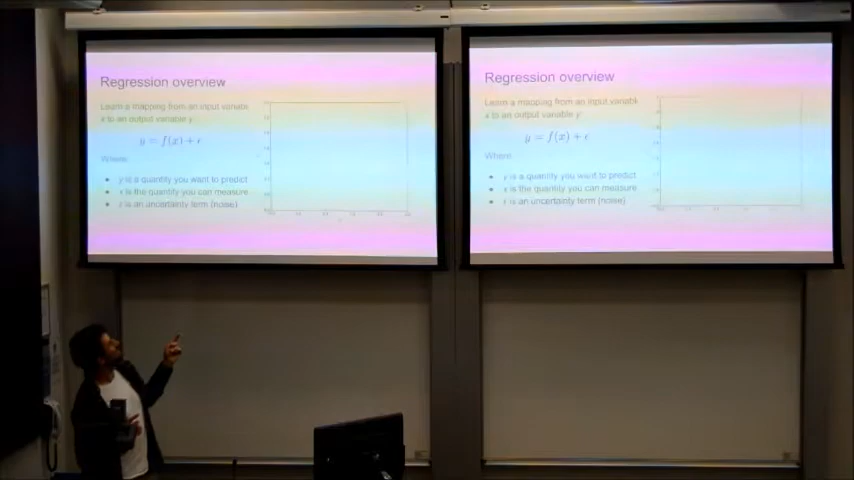 Regression overview
Learn a mapping from an input variable
x to an output variable y:
y = f(x) + ϵ
Where:
• y is a quantity you want to predict
• x is the quantity you can measure
• ϵ is an uncertainty term (noise)
Regression overview
Learn a mapping from an input variable
x to an output variable y:
y = f(x) + ϵ
Where:
• y is a quantity you want to predict
• x is the quantity you can measure
• ϵ is an uncertainty term (noise)